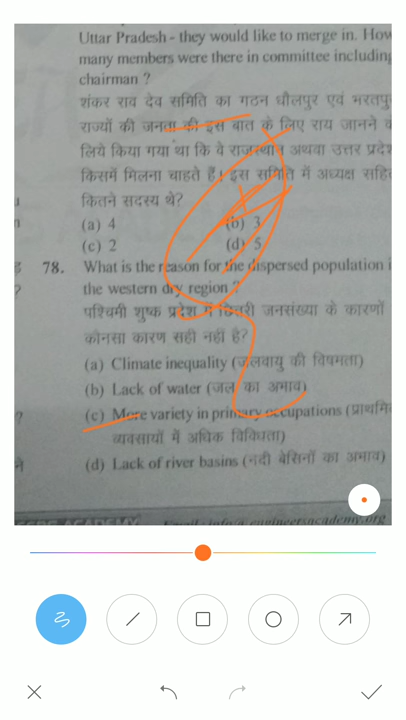 Uttar Pradesh - they would like to merge in. How
many members were there in committee including
chairman ?
शंकर राव देव समिति का गठन धौलपुर एवं भरतपु
राज्यों की जनता की इस बात के लिए राय जानने
लिये किया गया था कि वे राजस्थान अथवा उत्तर प्रदे
किसमें मिलना चाहते हैं। इस समिति में अध्यक्ष सहि
कितने सदस्य थे?
(a) 4 (b) 3
(c) 2 (d) 5
78. What is the reason for the dispersed population i
the western dry region ?
पश्चिमी शुष्क प्रदेश में छितरी जनसंख्या के कारणों
कौनसा कारण सही नहीं है?
(a) Climate inequality (जलवायु की विषमता)
(b) Lack of water (जल का अभाव)
(c) More variety in primary occupations (प्राथमि
व्यवसायों में अधिक विविधता)
(d) Lack of river basins (नदी बेसिनों का अभाव)